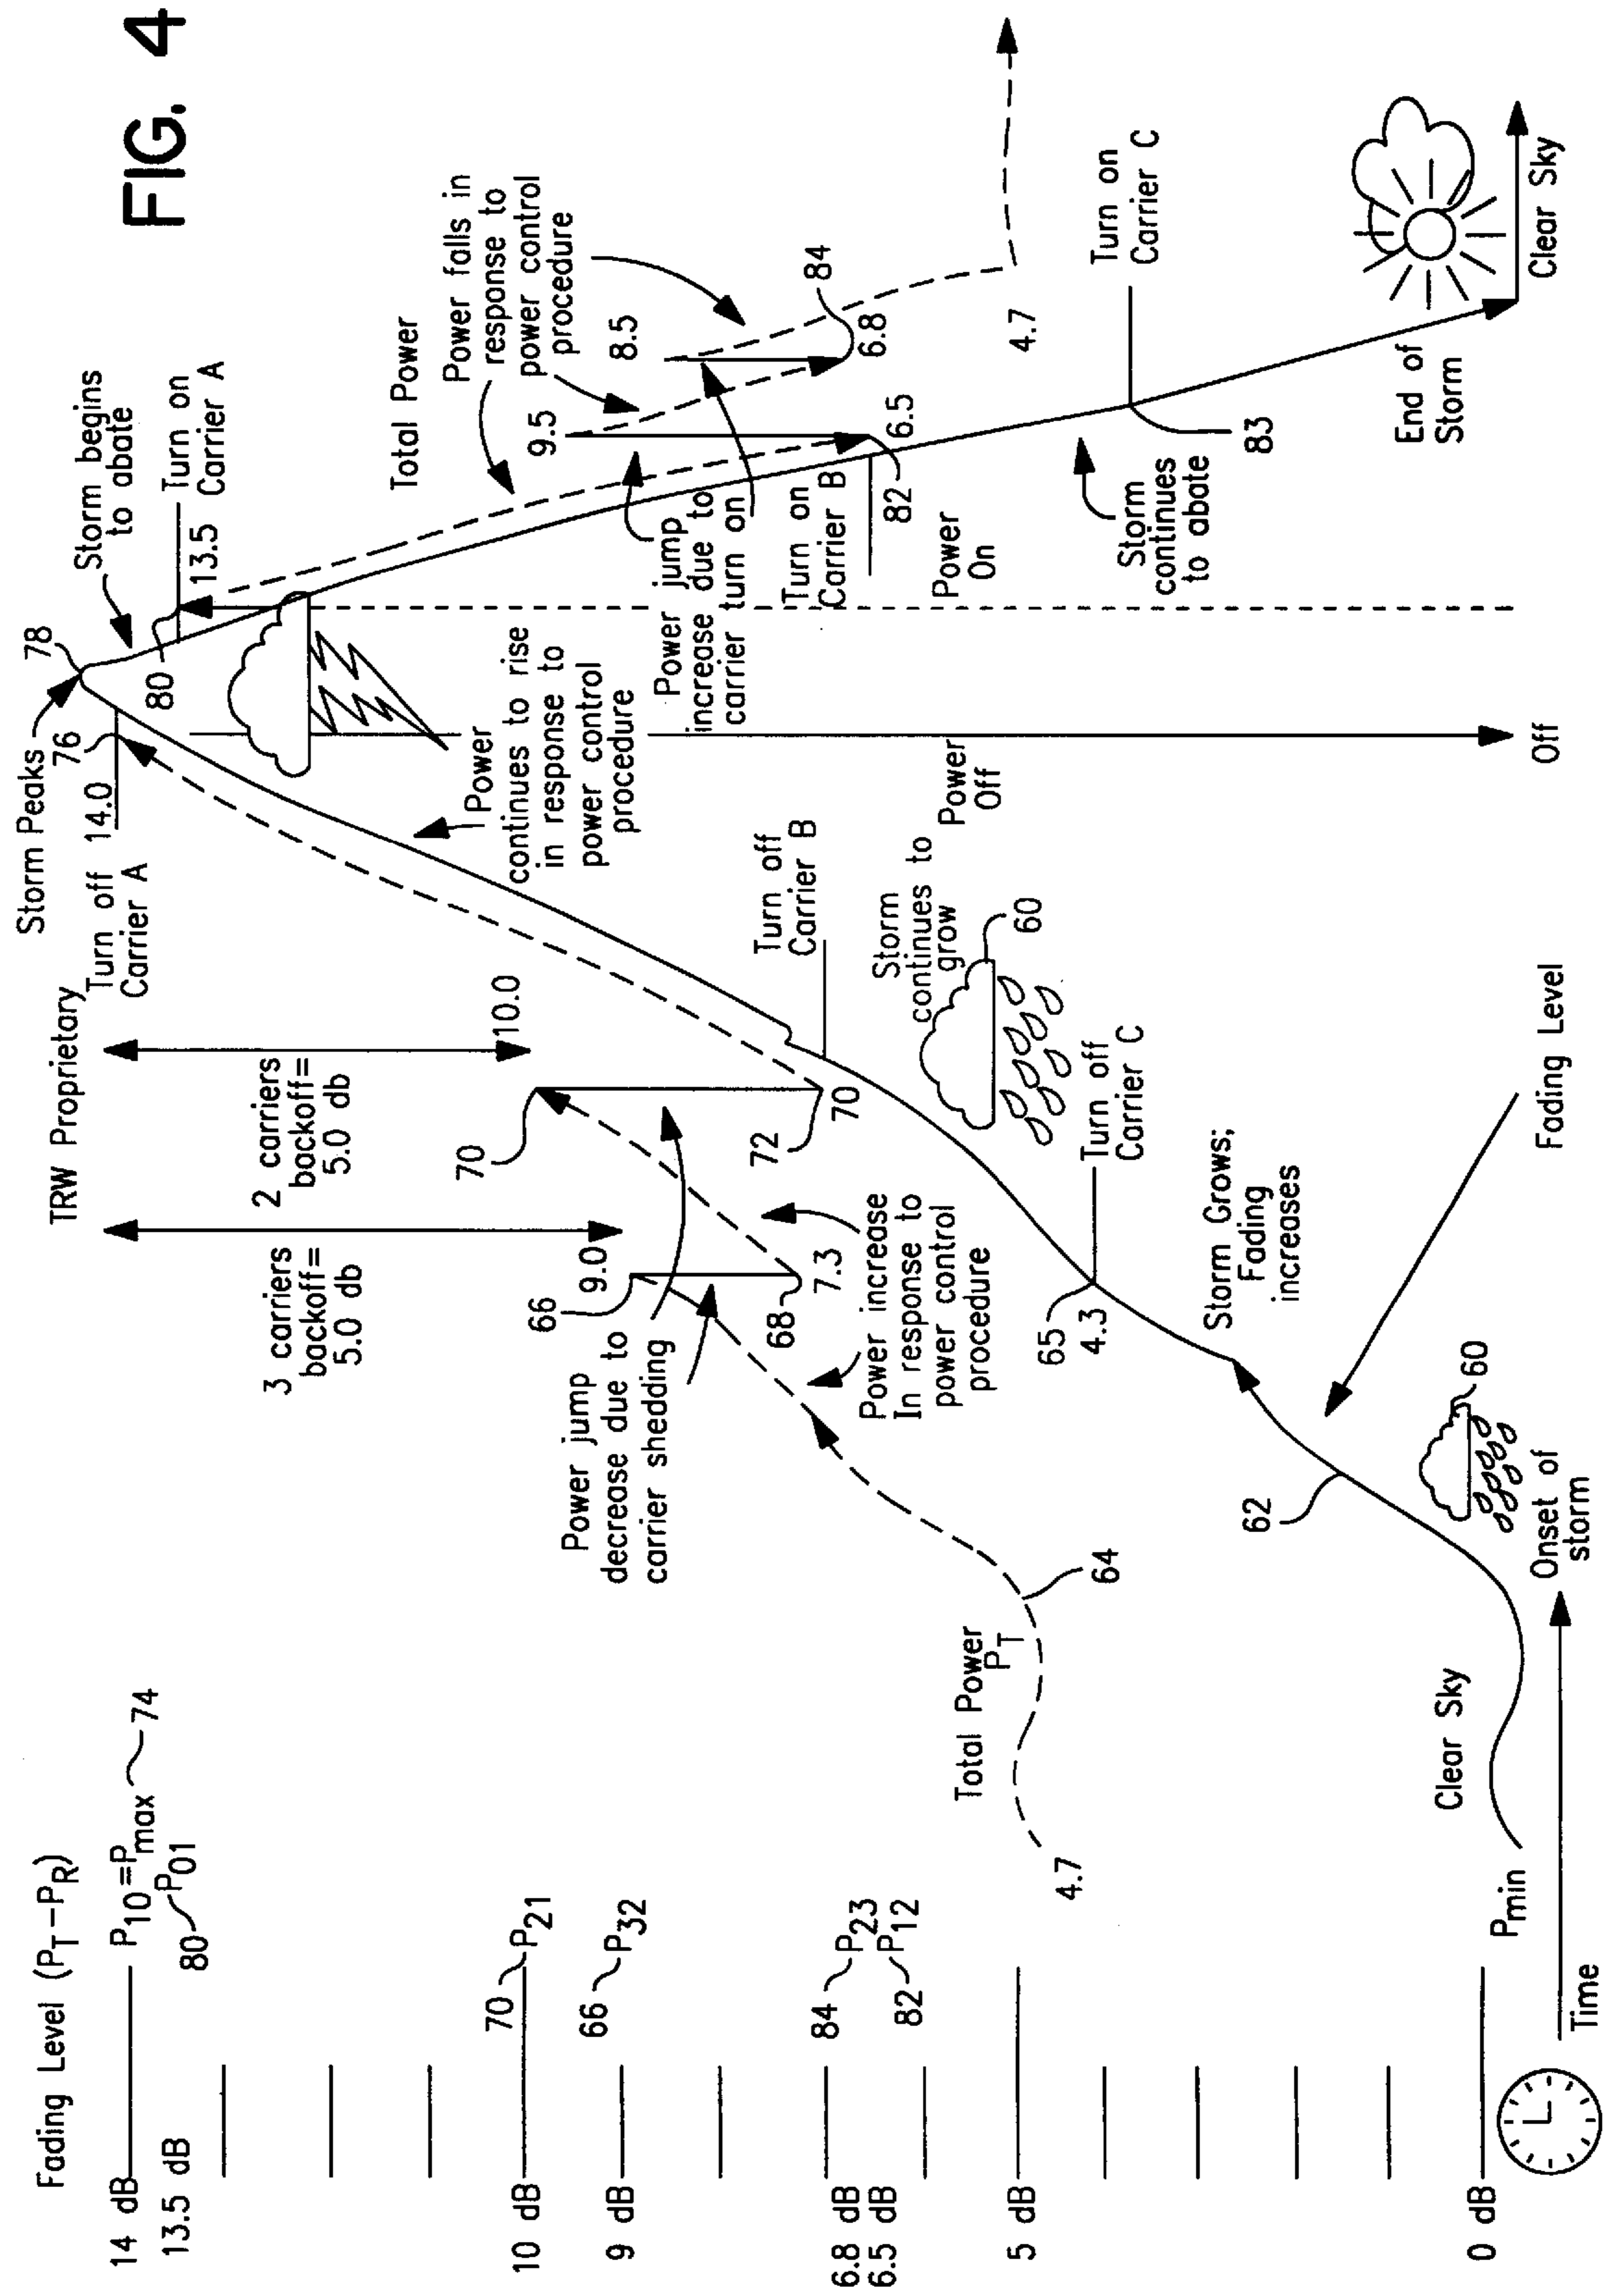 FIG. 4
TRW Proprietary
Fading Level (PT-PR)
14 dB
13.5 dB
10 dB
9 dB
6.8 dB
6.5 dB
5 dB
0 dB
P10=Pmax
74
80
P01
70
P21
66
P32
84
P23
82
P12
Pmin
Time
4.7
Total Power
PT
64
Clear Sky
Onset of
storm
60
62
Fading Level
Storm Grows;
Fading
increases
65
4.3
Turn off
Carrier C
3 carriers
backoff=
5.0 db
2 carriers
backoff=
5.0 db
66
9.0
10.0
70
68
7.3
72
70
Power jump
decrease due to
carrier shedding
Power increase
In response to
power control
procedure
Storm
continues to
grow
60
Turn off
Carrier B
Storm Peaks
Turn off
Carrier A
14.0
76
78
80
Power
continues to rise
in response to
power control
procedure
Power
Off
Off
Storm begins
to abate
Turn on
Carrier A
13.5
Total Power
Power falls in
response to
power control
procedure
Power
jump
increase due to
carrier turn on
9.5
8.5
6.5
6.8
84
82
Turn on
Carrier B
Power
On
Storm
continues
to abate
83
Turn on
Carrier C
4.7
End of
Storm
Clear Sky